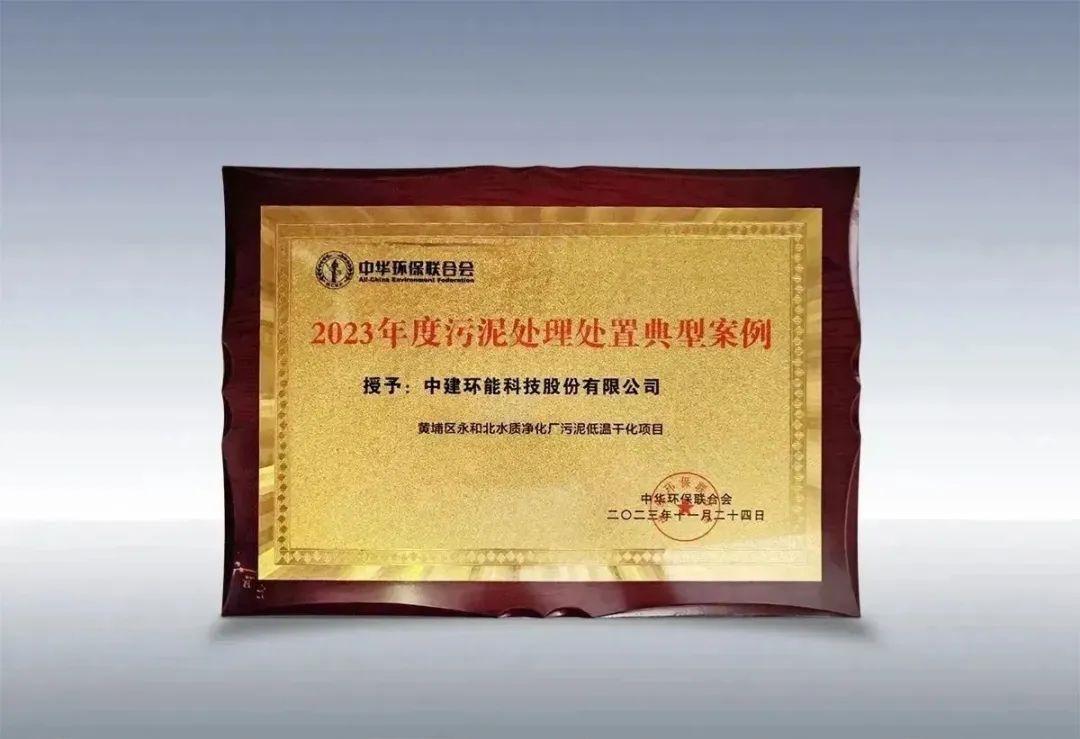 中华环保联合会
All-China Environment Federation
2023年度污泥处理处置典型案例
授予：中建环能科技股份有限公司
黄埔区永和北水质净化厂污泥低温干化项目
中华环保联合会
二〇二三年十一月二十四日